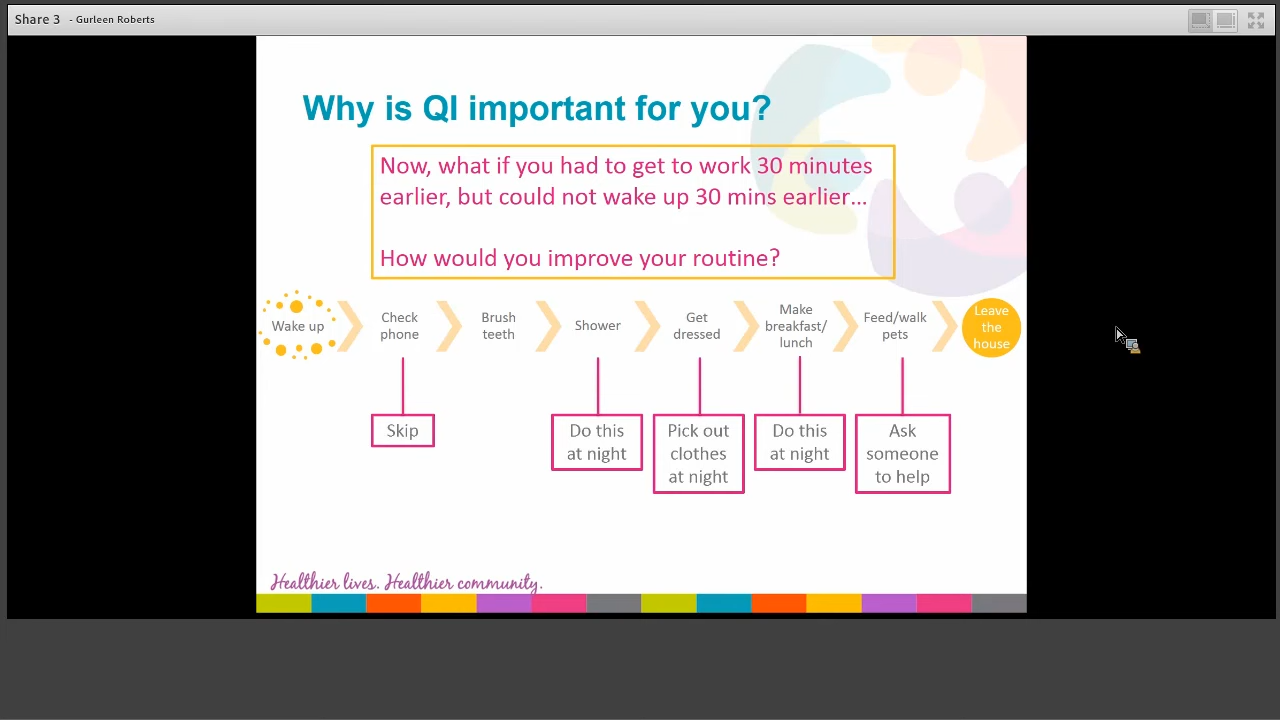 Share 3 - Gurleen Roberts
Why is QI important for you?
Now, what if you had to get to work 30 minutes
earlier, but could not wake up 30 mins earlier…
How would you improve your routine?
Wake up
Check
phone
Brush
teeth
Shower
Get
dressed
Make
breakfast/
lunch
Feed/walk
pets
Leave
the
house
Skip
Do this
at night
Pick out
clothes
at night
Do this
at night
Ask
someone
to help
Healthier lives. Healthier community.